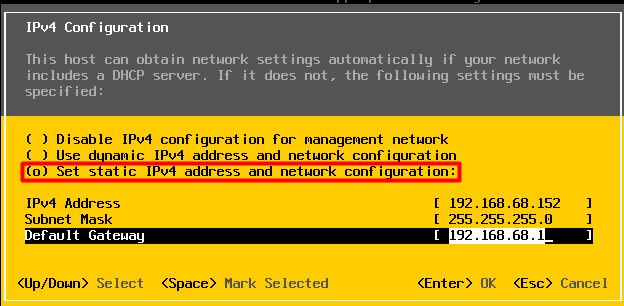 IPv4 Configuration
This host can obtain network settings automatically if your network
includes a DHCP server. If it does not, the following settings must be
specified:
( ) Disable IPv4 configuration for management network
( ) Use dynamic IPv4 address and network configuration
(o) Set static IPv4 address and network configuration:
IPv4 Address [ 192.168.68.152 ]
Subnet Mask [ 255.255.255.0 ]
Default Gateway [ 192.168.68.1_ ]
<Up/Down> Select <Space> Mark Selected <Enter> OK <Esc> Cancel